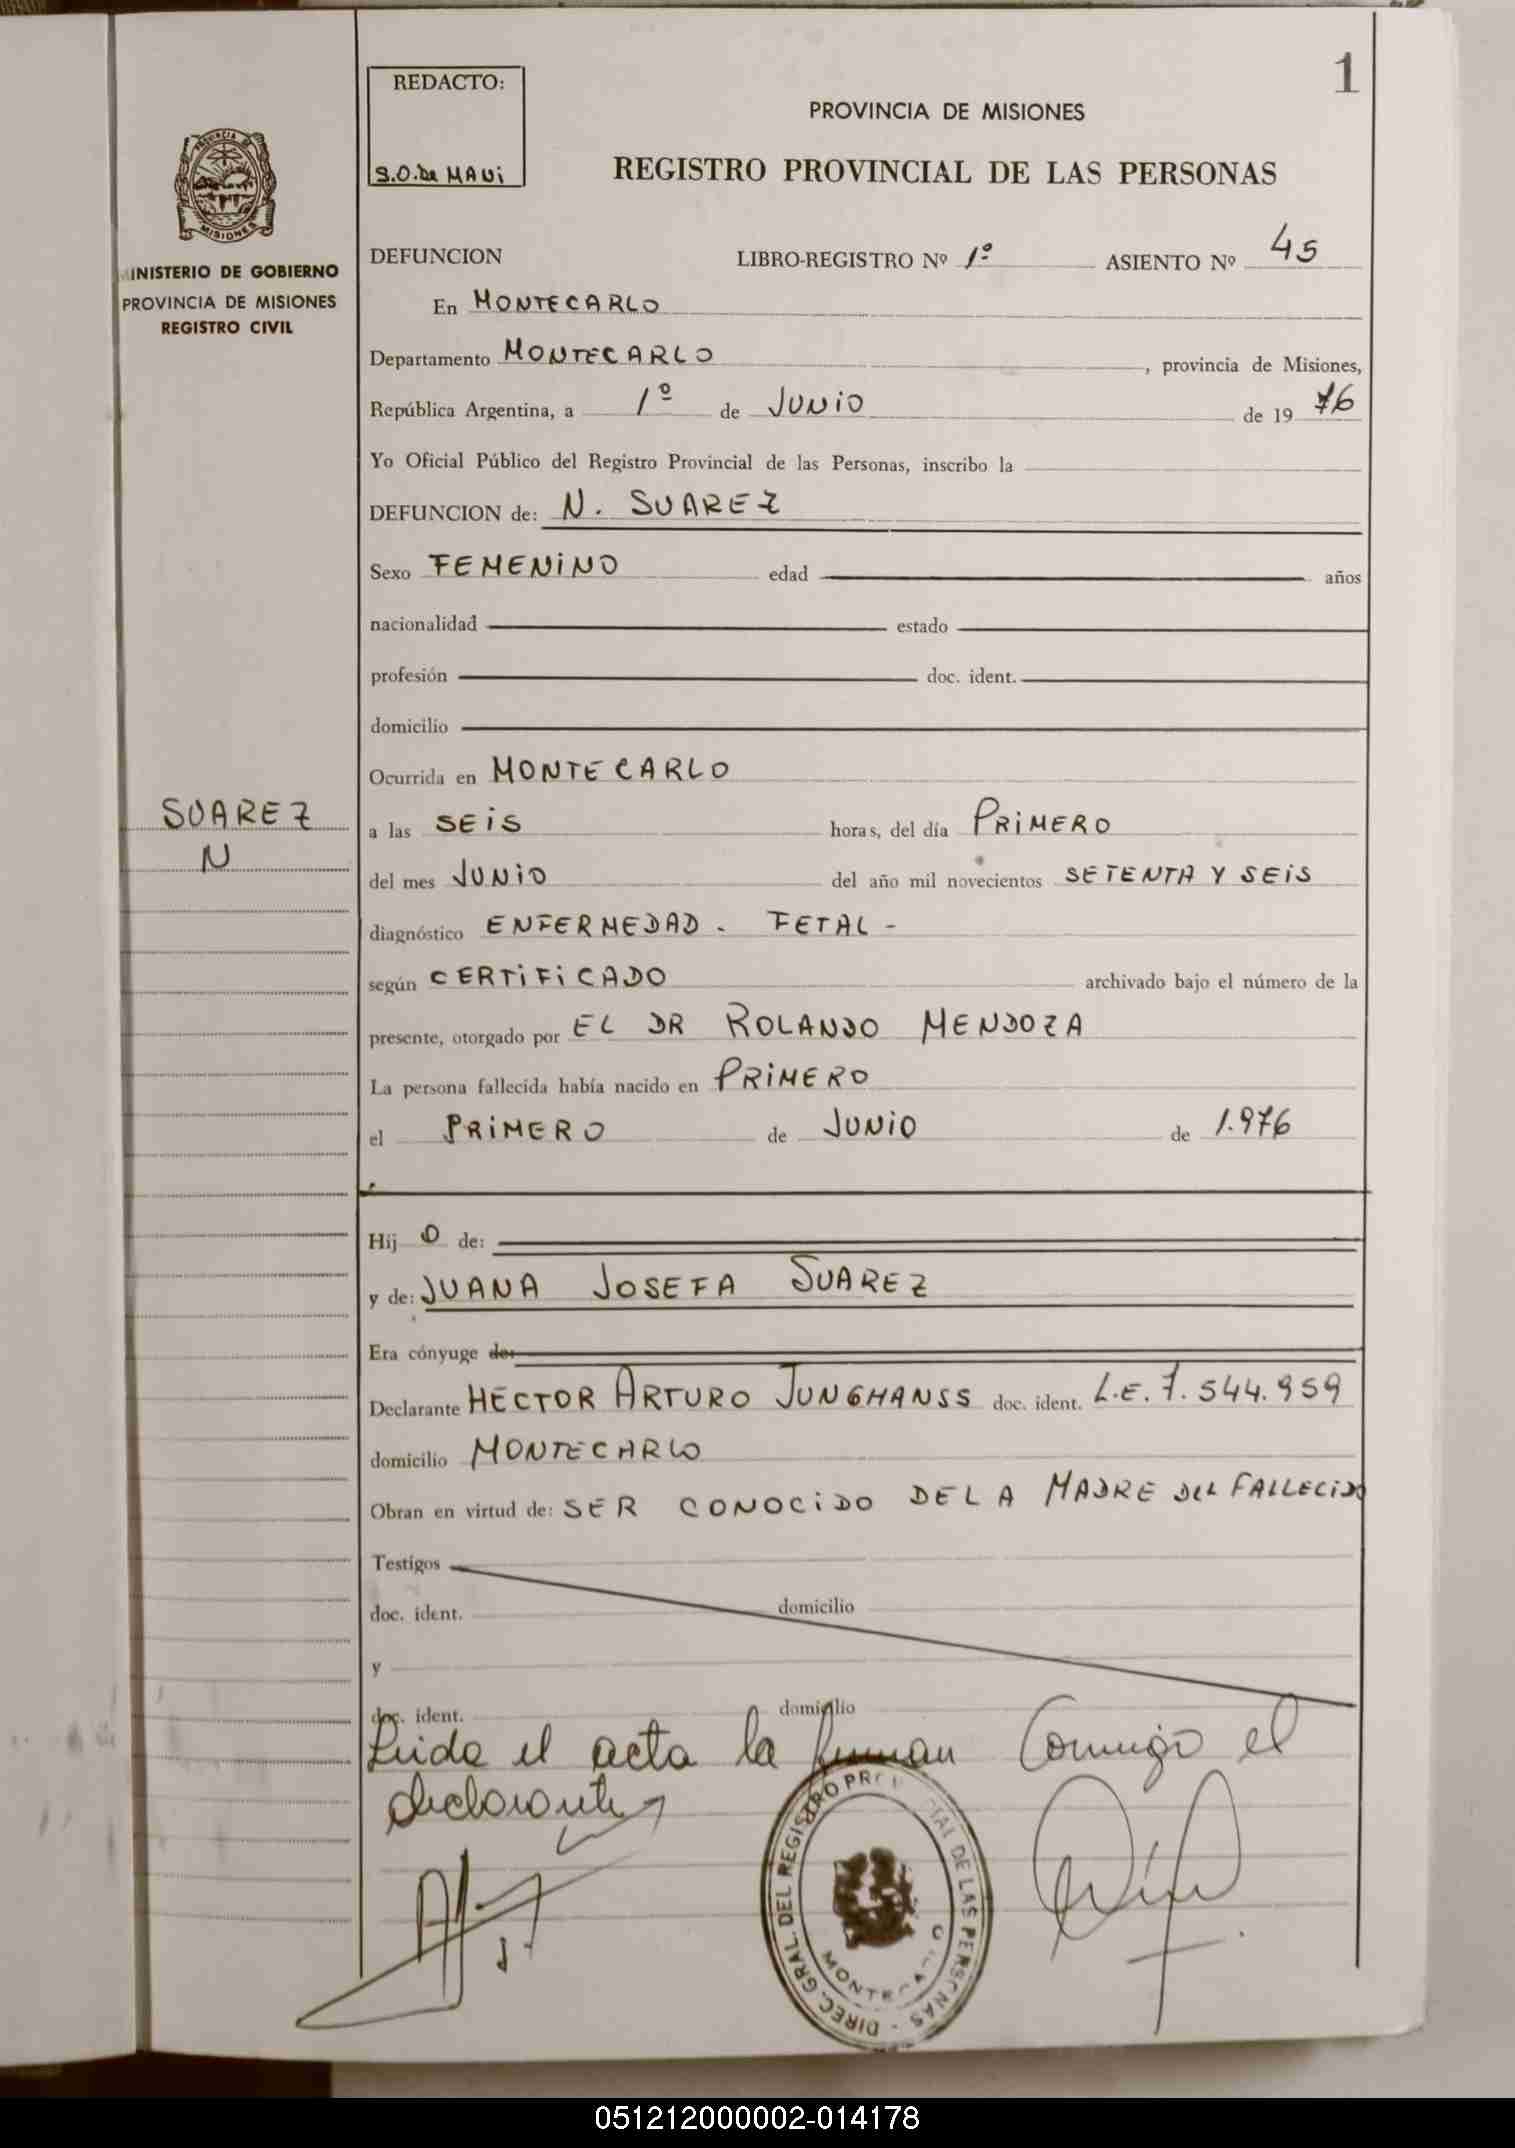 1
REDACTO:
S.O.De MAUi
PROVINCIA DE MISIONES
REGISTRO PROVINCIAL DE LAS PERSONAS
PROVINCIA DE
MISIONES
MINISTERIO DE GOBIERNO
PROVINCIA DE MISIONES
REGISTRO CIVIL
DEFUNCION LIBRO-REGISTRO Nº 1º ASIENTO Nº 45
En MONTECARLO
Departamento MONTECARLO , provincia de Misiones,
República Argentina, a 1º de JUNiO de 19 76
Yo Oficial Público del Registro Provincial de las Personas, inscribo la
DEFUNCION de: N. SUAREZ
Sexo FEMENiNO edad años
nacionalidad estado
profesión doc. ident.
domicilio
Ocurrida en MONTECARLO
SUAREZ
N
a las SEiS horas, del día PRiMERO
del mes JUNiO del año mil novecientos SETENTA Y SEiS
diagnóstico ENFERMEDAD - FETAL -
según CERTiFiCADO archivado bajo el número de la
presente, otorgado por EL DR ROLANDO MENDOZA
La persona fallecida había nacido en PRiMERO
el PRiMERO de JUNiO de 1.976
Hij O de:
y de: JUANA JOSEFA SUAREZ
Era cónyuge de:
Declarante HECTOR ARTURO JUNGHANSS doc. ident. L.E. 7.544.959
domicilio MONTECARLO
Obran en virtud de: SER CONOCiDO DE LA MADRE DEL FALLECiDO
Testigos
doc. ident. domicilio
y
doc. ident. domicilio
Leida el acta la firman Conmigo el
declarante
DIREC. GRAL. DEL REGISTRO PROVINCIAL DE LAS PERSONAS -
MONTECARLO
051212000002-014178